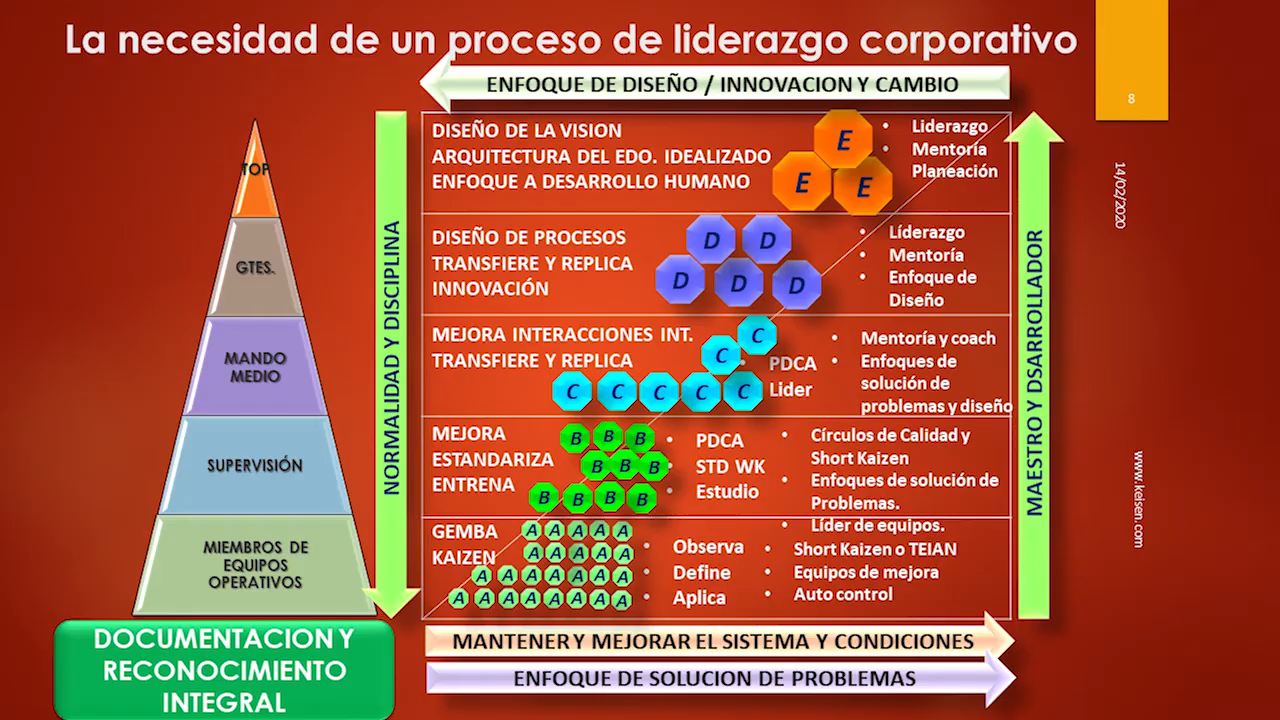 La necesidad de un proceso de liderazgo corporativo
8
14/02/2020
www.keisen.com
ENFOQUE DE DISEÑO / INNOVACION Y CAMBIO
TOP
GTES.
MANDO
MEDIO
SUPERVISIÓN
MIEMBROS DE
EQUIPOS
OPERATIVOS
NORMALIDAD Y DISCIPLINA
DISEÑO DE LA VISION
ARQUITECTURA DEL EDO. IDEALIZADO
ENFOQUE A DESARROLLO HUMANO
E
E E
• Liderazgo
• Mentoría
• Planeación
DISEÑO DE PROCESOS
TRANSFIERE Y REPLICA
INNOVACIÓN
D D
D D D
• Líderazgo
• Mentoría
• Enfoque de
Diseño
MEJORA INTERACCIONES INT.
TRANSFIERE Y REPLICA
C
C
C C C C C
• PDCA
Lider
• Mentoría y coach
• Enfoques de
solución de
problemas y diseño
MEJORA
ESTANDARIZA
ENTRENA
B B B
B B B
B B B B
• PDCA
• STD WK
• Estudio
• Círculos de Calidad y
Short Kaizen
• Enfoques de solución de
Problemas.
• Líder de equipos.
GEMBA
KAIZEN
A A A A A
A A A A A
A A A A A A A
A A A A A A A A
• Observa
• Define
• Aplica
• Short Kaizen o TEIAN
• Equipos de mejora
• Auto control
MAESTRO Y DSARROLLADOR
DOCUMENTACION Y
RECONOCIMIENTO
INTEGRAL
MANTENER Y MEJORAR EL SISTEMA Y CONDICIONES
ENFOQUE DE SOLUCION DE PROBLEMAS